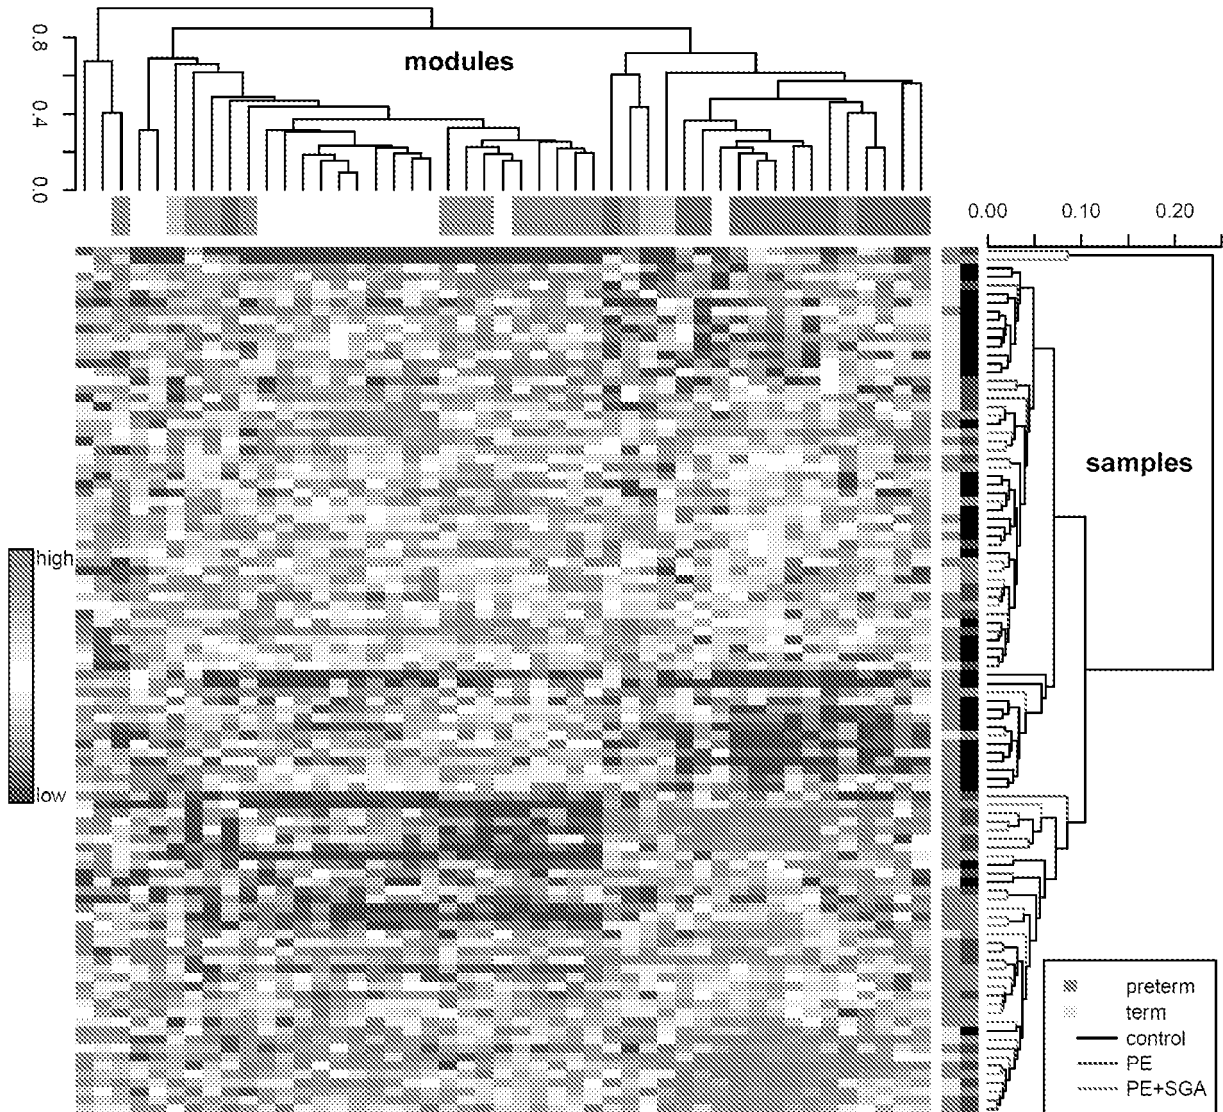 0.8
0.4
0.0
modules
0.00 0.10 0.20
samples
high
low
preterm
term
control
PE
PE+SGA